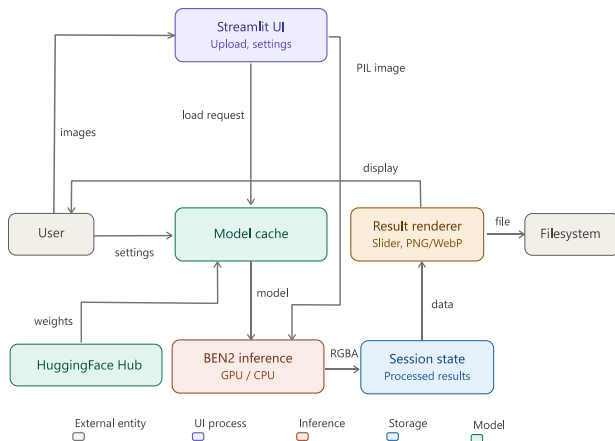 Streamlit UI
Upload, settings
PIL image
images
load request
display
User
settings
Model cache
Result renderer
Slider, PNG/WebP
file
Filesystem
model
data
weights
HuggingFace Hub
BEN2 inference
GPU / CPU
RGBA
Session state
Processed results
External entity
UI process
Inference
Storage
Model